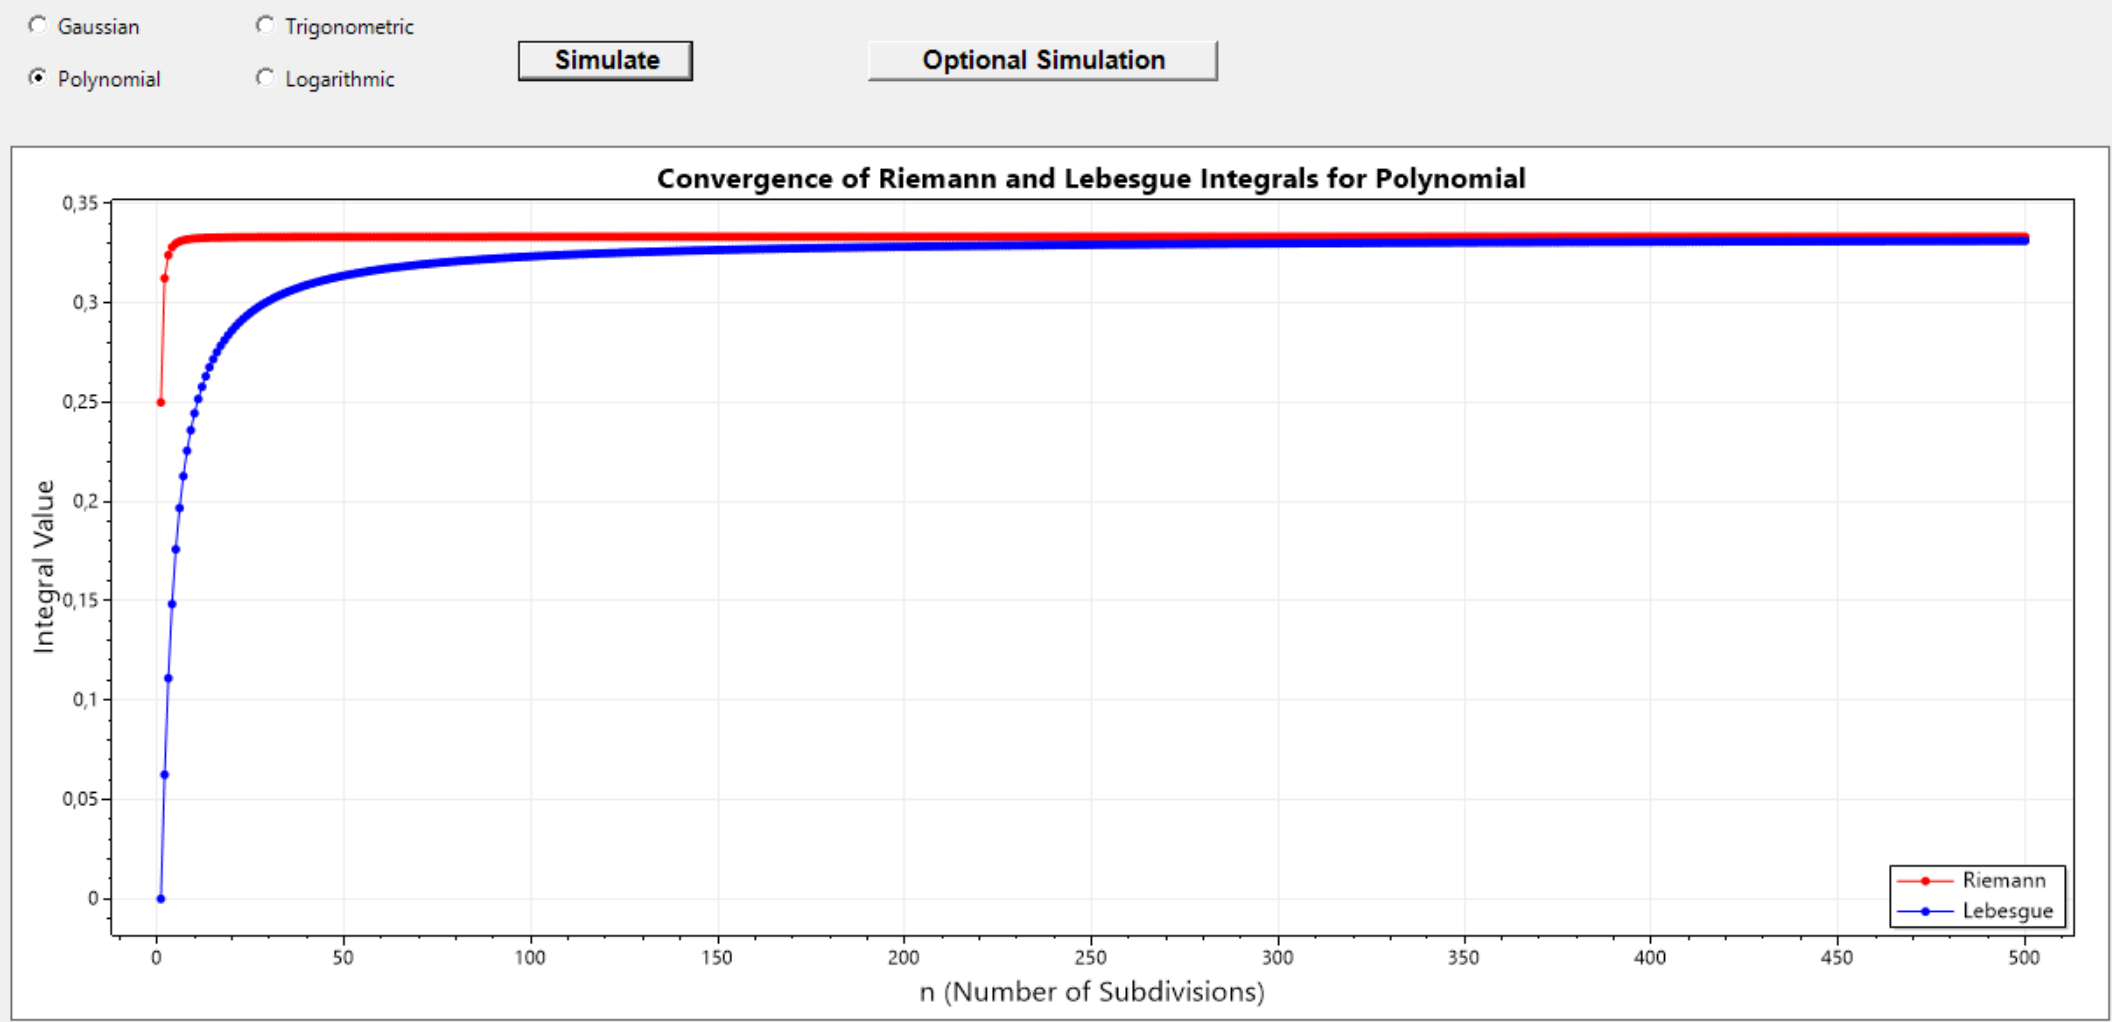 Gaussian
Trigonometric
Polynomial
Logarithmic
Simulate
Optional Simulation
Convergence of Riemann and Lebesgue Integrals for Polynomial
Integral Value
0,35
0,3
0,25
0,2
0,15
0,1
0,05
0
0 50 100 150 200 250 300 350 400 450 500
n (Number of Subdivisions)
Riemann
Lebesgue